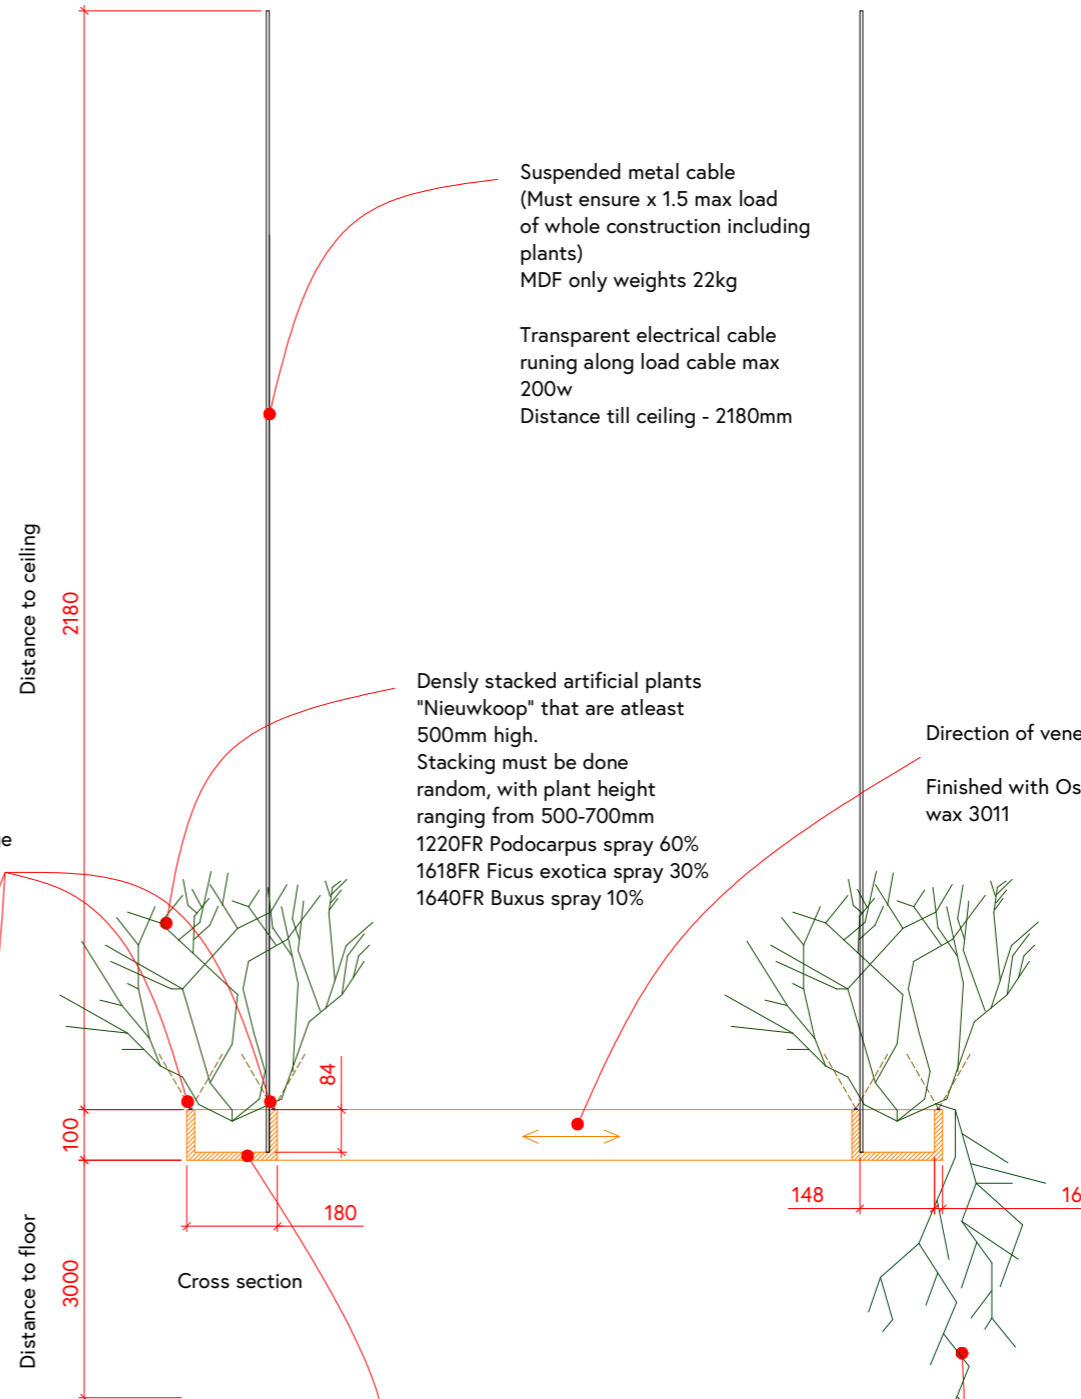 Suspended metal cable
(Must ensure x 1.5 max load
of whole construction including
plants)
MDF only weights 22kg
Transparent electrical cable
runing along load cable max
200w
Distance till ceiling - 2180mm
Distance to ceiling
2180
Densly stacked artificial plants
"Nieuwkoop" that are atleast
500mm high.
Stacking must be done
random, with plant height
ranging from 500-700mm
1220FR Podocarpus spray 60%
1618FR Ficus exotica spray 30%
1640FR Buxus spray 10%
Direction of vene
Finished with Os
wax 3011
84
100
148
16
180
Cross section
Distance to floor
3000